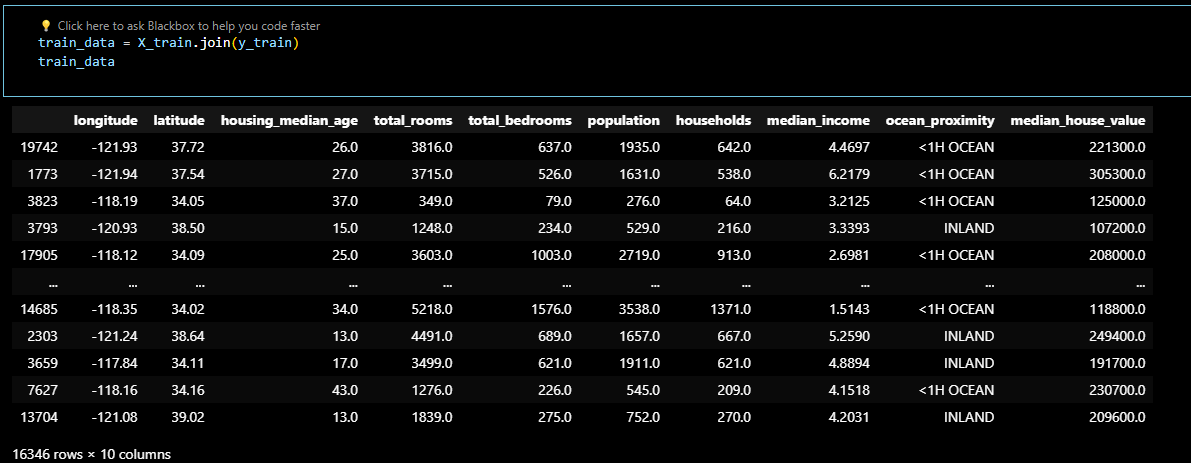 💡 Click here to ask Blackbox to help you code faster
train_data = X_train.join(y_train)
train_data
longitude latitude housing_median_age total_rooms total_bedrooms population households median_income ocean_proximity median_house_value
19742 -121.93 37.72 26.0 3816.0 637.0 1935.0 642.0 4.4697 <1H OCEAN 221300.0
1773 -121.94 37.54 27.0 3715.0 526.0 1631.0 538.0 6.2179 <1H OCEAN 305300.0
3823 -118.19 34.05 37.0 349.0 79.0 276.0 64.0 3.2125 <1H OCEAN 125000.0
3793 -120.93 38.50 15.0 1248.0 234.0 529.0 216.0 3.3393 INLAND 107200.0
17905 -118.12 34.09 25.0 3603.0 1003.0 2719.0 913.0 2.6981 <1H OCEAN 208000.0
... ... ... ... ... ... ... ... ... ... ...
14685 -118.35 34.02 34.0 5218.0 1576.0 3538.0 1371.0 1.5143 <1H OCEAN 118800.0
2303 -121.24 38.64 13.0 4491.0 689.0 1657.0 667.0 5.2590 INLAND 249400.0
3659 -117.84 34.11 17.0 3499.0 621.0 1911.0 621.0 4.8894 INLAND 191700.0
7627 -118.16 34.16 43.0 1276.0 226.0 545.0 209.0 4.1518 <1H OCEAN 230700.0
13704 -121.08 39.02 13.0 1839.0 275.0 752.0 270.0 4.2031 INLAND 209600.0
16346 rows × 10 columns